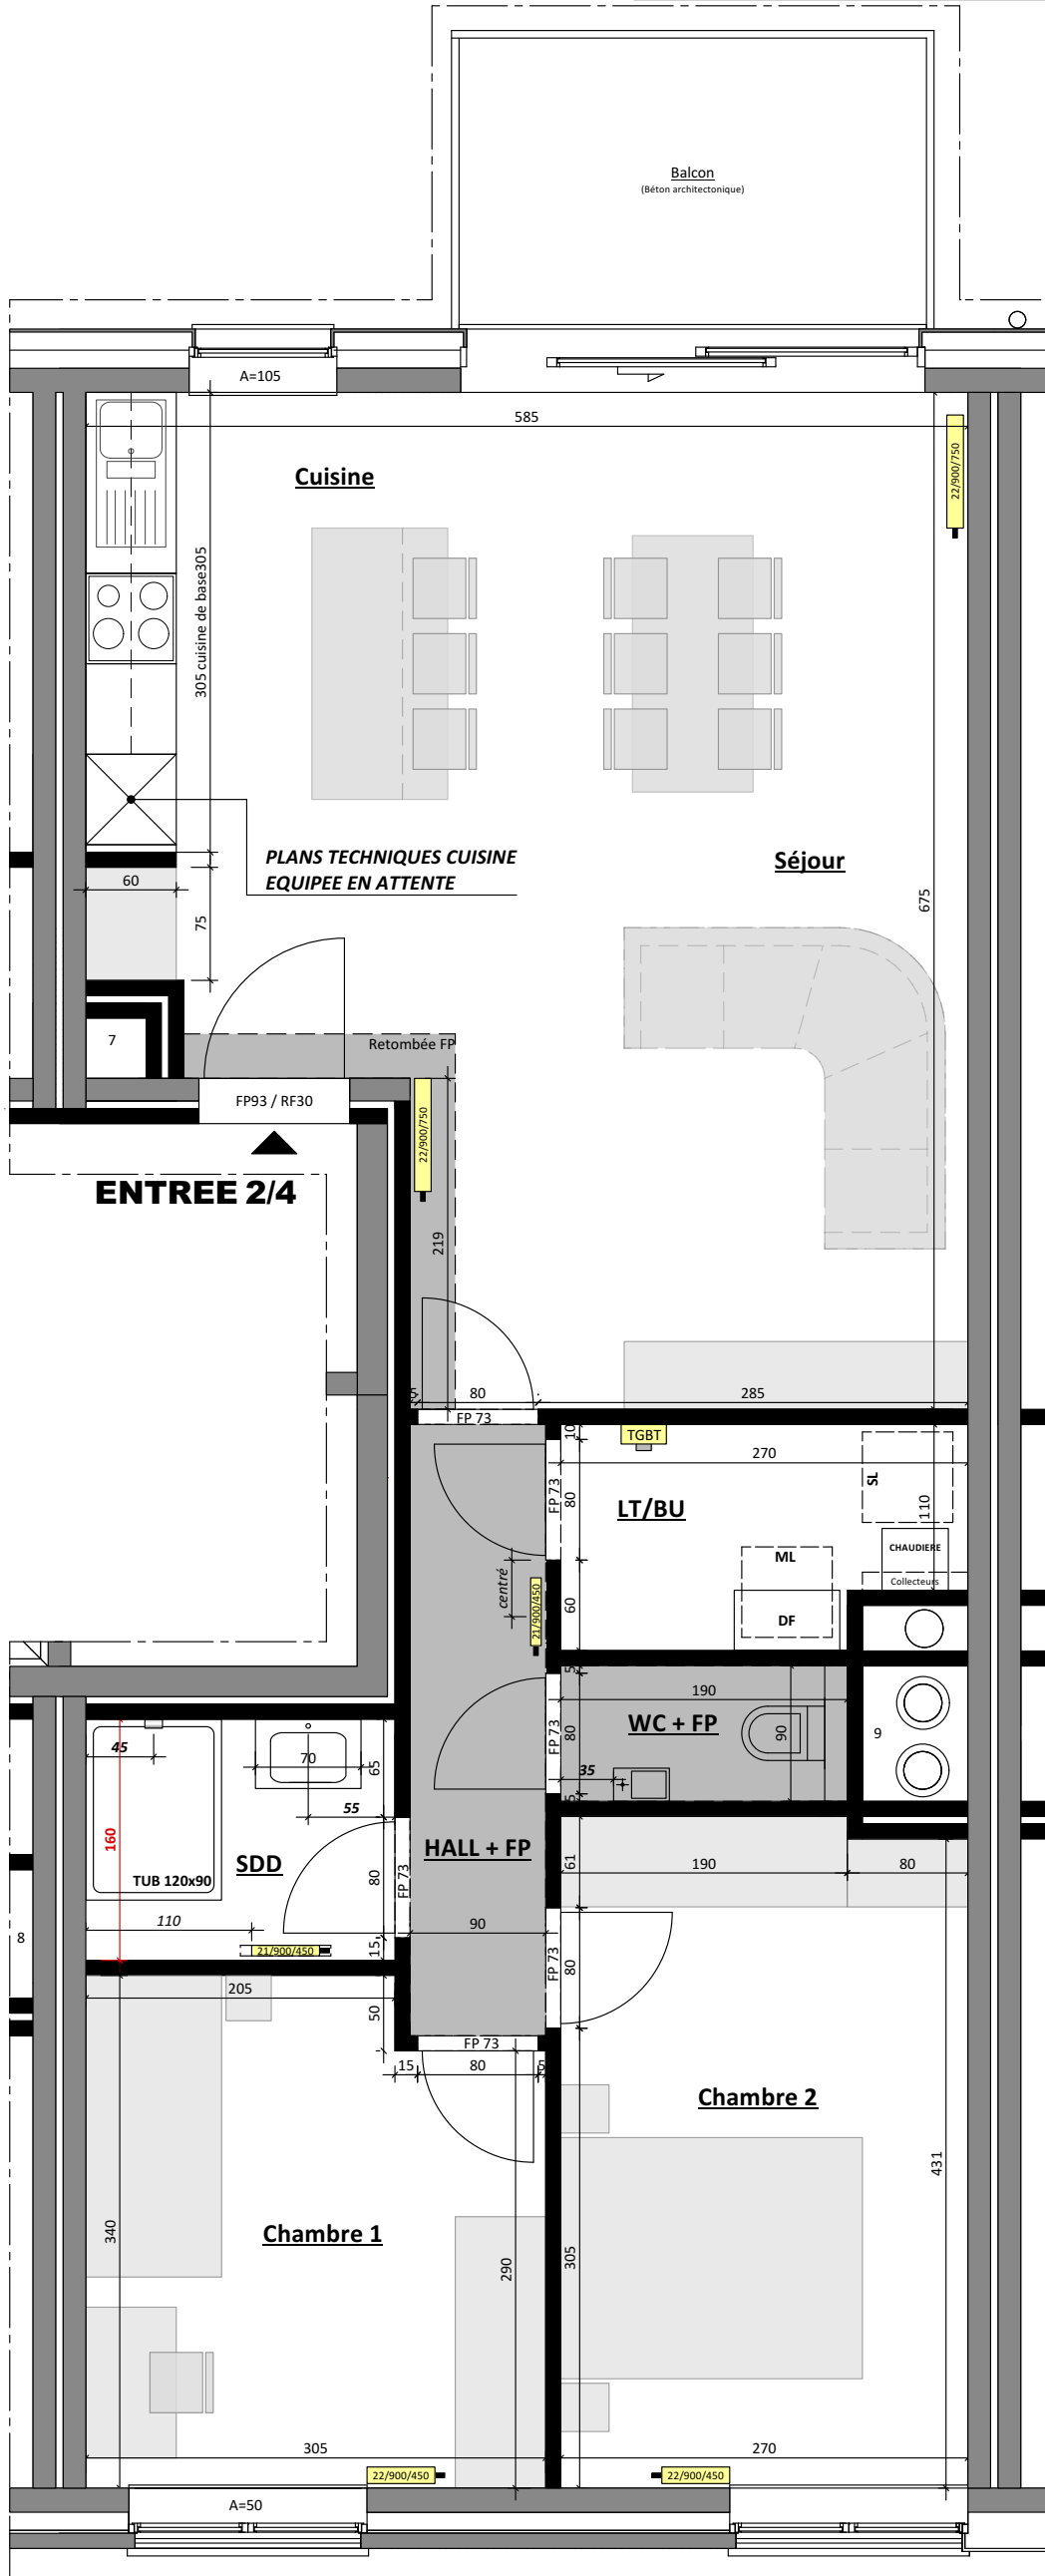 Balcon
(Béton architectonique)
A=105
585
Cuisine
22/900/750
305 cuisine de base305
PLANS TECHNIQUES CUISINE
EQUIPEE EN ATTENTE
Séjour
60
75
675
7
Retombée FP
FP93 / RF30
22/900/750
ENTREE 2/4
219
5
80
285
FP 73
10
TGBT
270
80
FP 73
LT/BU
SL
110
CHAUDIERE
Collecteurs
ML
DF
centré
21/900/450
60
5
190
WC + FP
80
FP 73
90
9
35
5
45
70
65
55
160
SDD
TUB 120x90
80
FP 73
HALL + FP
61
190
80
110
21/900/450
15
90
FP 73
80
8
205
50
FP 73
15
80
5
Chambre 2
431
340
Chambre 1
290
305
305
270
22/900/450
22/900/450
A=50